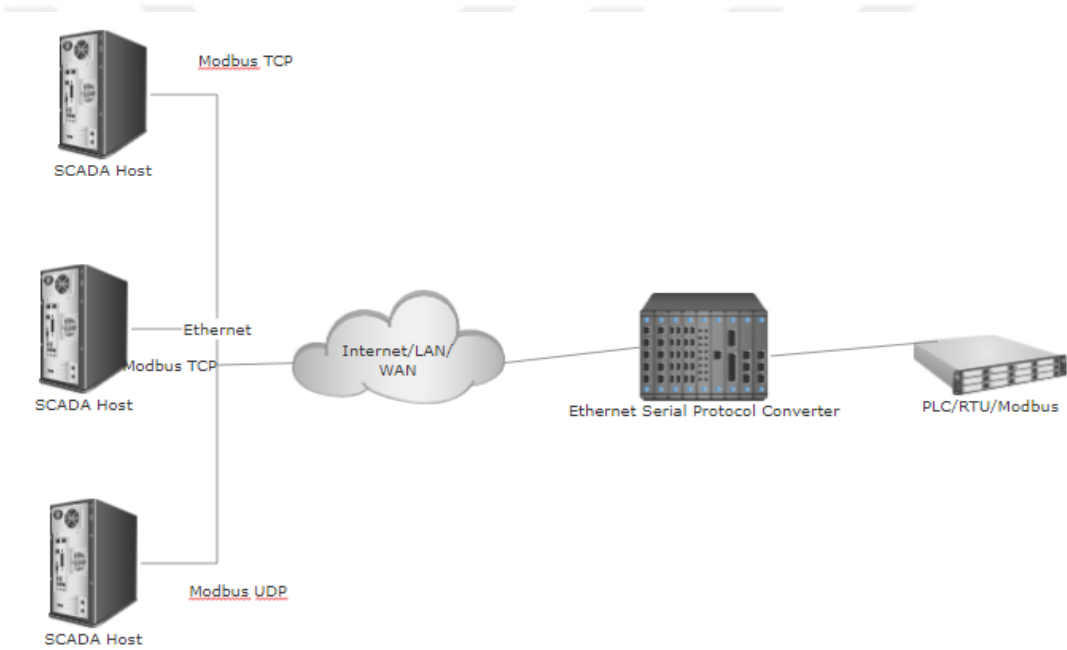 Modbus TCP
SCADA Host
Ethernet
Modbus TCP
SCADA Host
Internet/LAN/
WAN
Ethernet Serial Protocol Converter
PLC/RTU/Modbus
Modbus UDP
SCADA Host